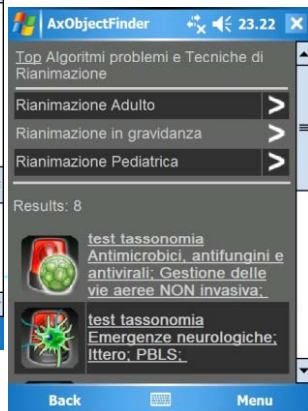 AxObjectFinder 23.22
Top Algoritmi problemi e Tecniche di
Rianimazione
Rianimazione Adulto >
Rianimazione in gravidanza >
Rianimazione Pediatrica >
Results: 8
test tassonomia
Antimicrobici, antifungini e
antivirali; Gestione delle
vie aeree NON invasiva;
test tassonomia
Emergenze neurologiche;
Ittero; PBLS;
Back Menu